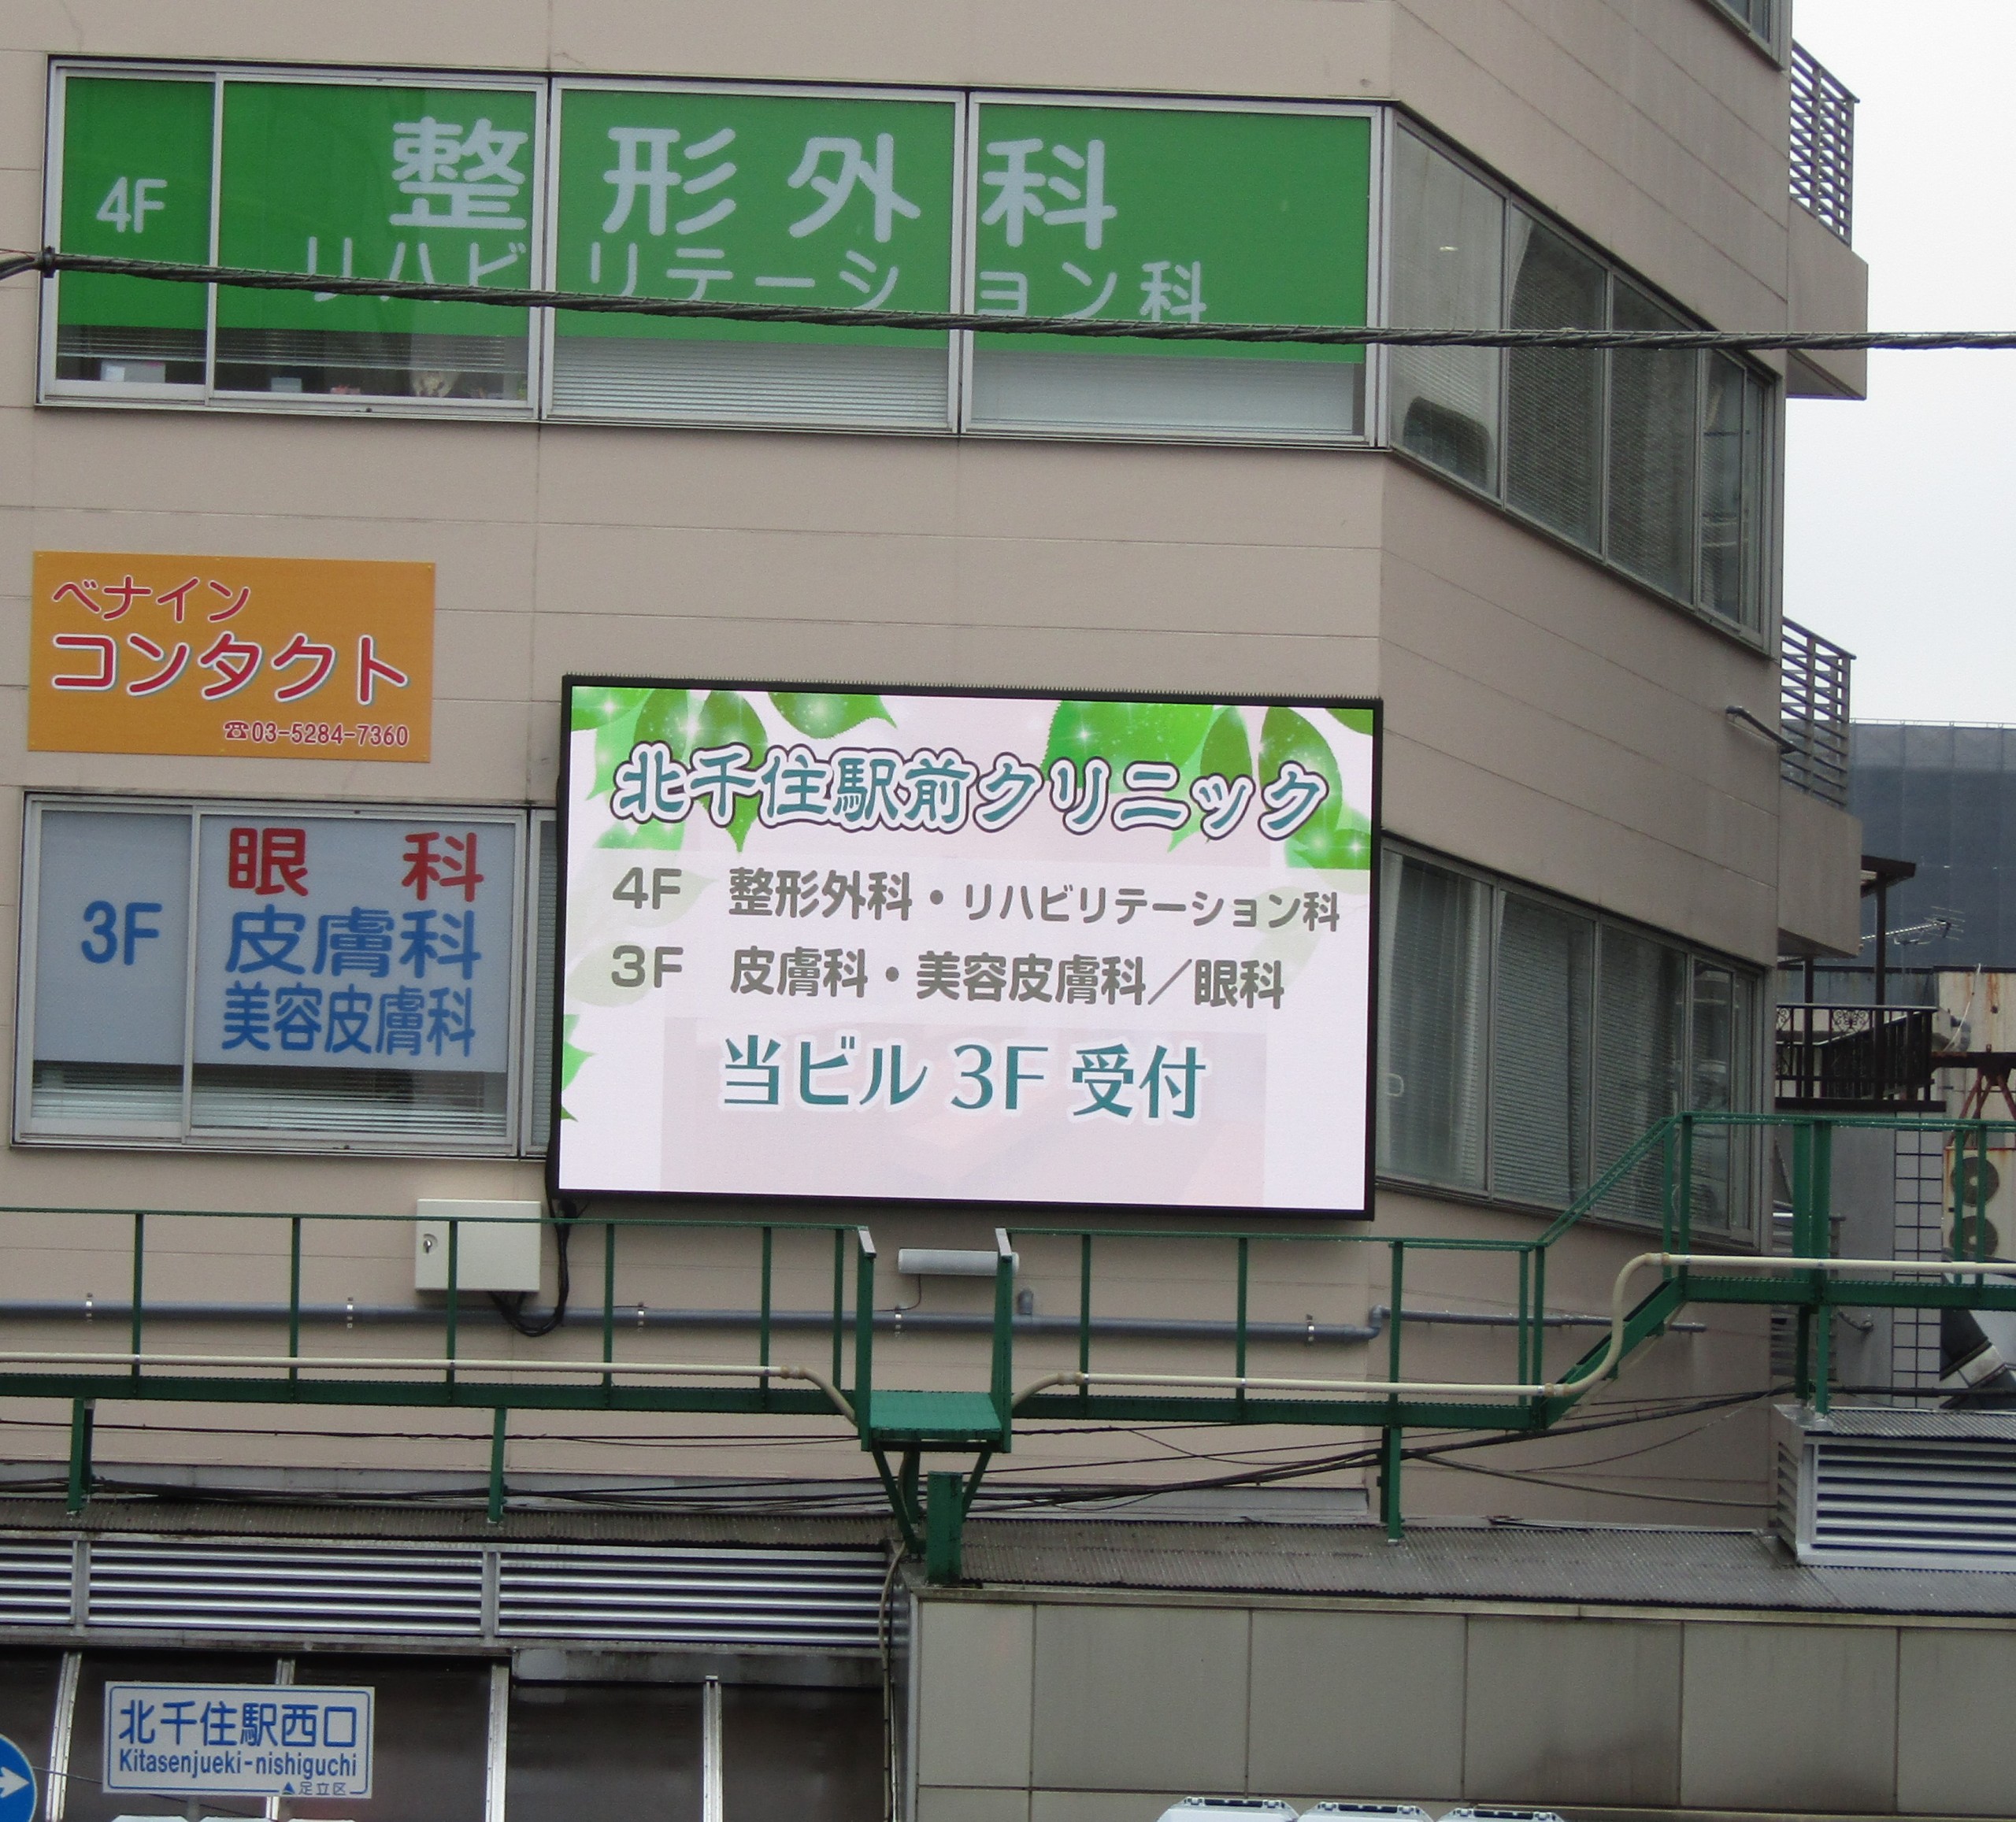 4F
整形外科
リハビリテーション科
ベナイン
コンタクト
☎03-5284-7360
3F
眼 科
皮膚科
美容皮膚科
北千住駅前クリニック
4F 整形外科・リハビリテーション科
3F 皮膚科・美容皮膚科／眼科
当ビル 3F 受付
北千住駅西口
Kitasenjueki-nishiguchi
足立区